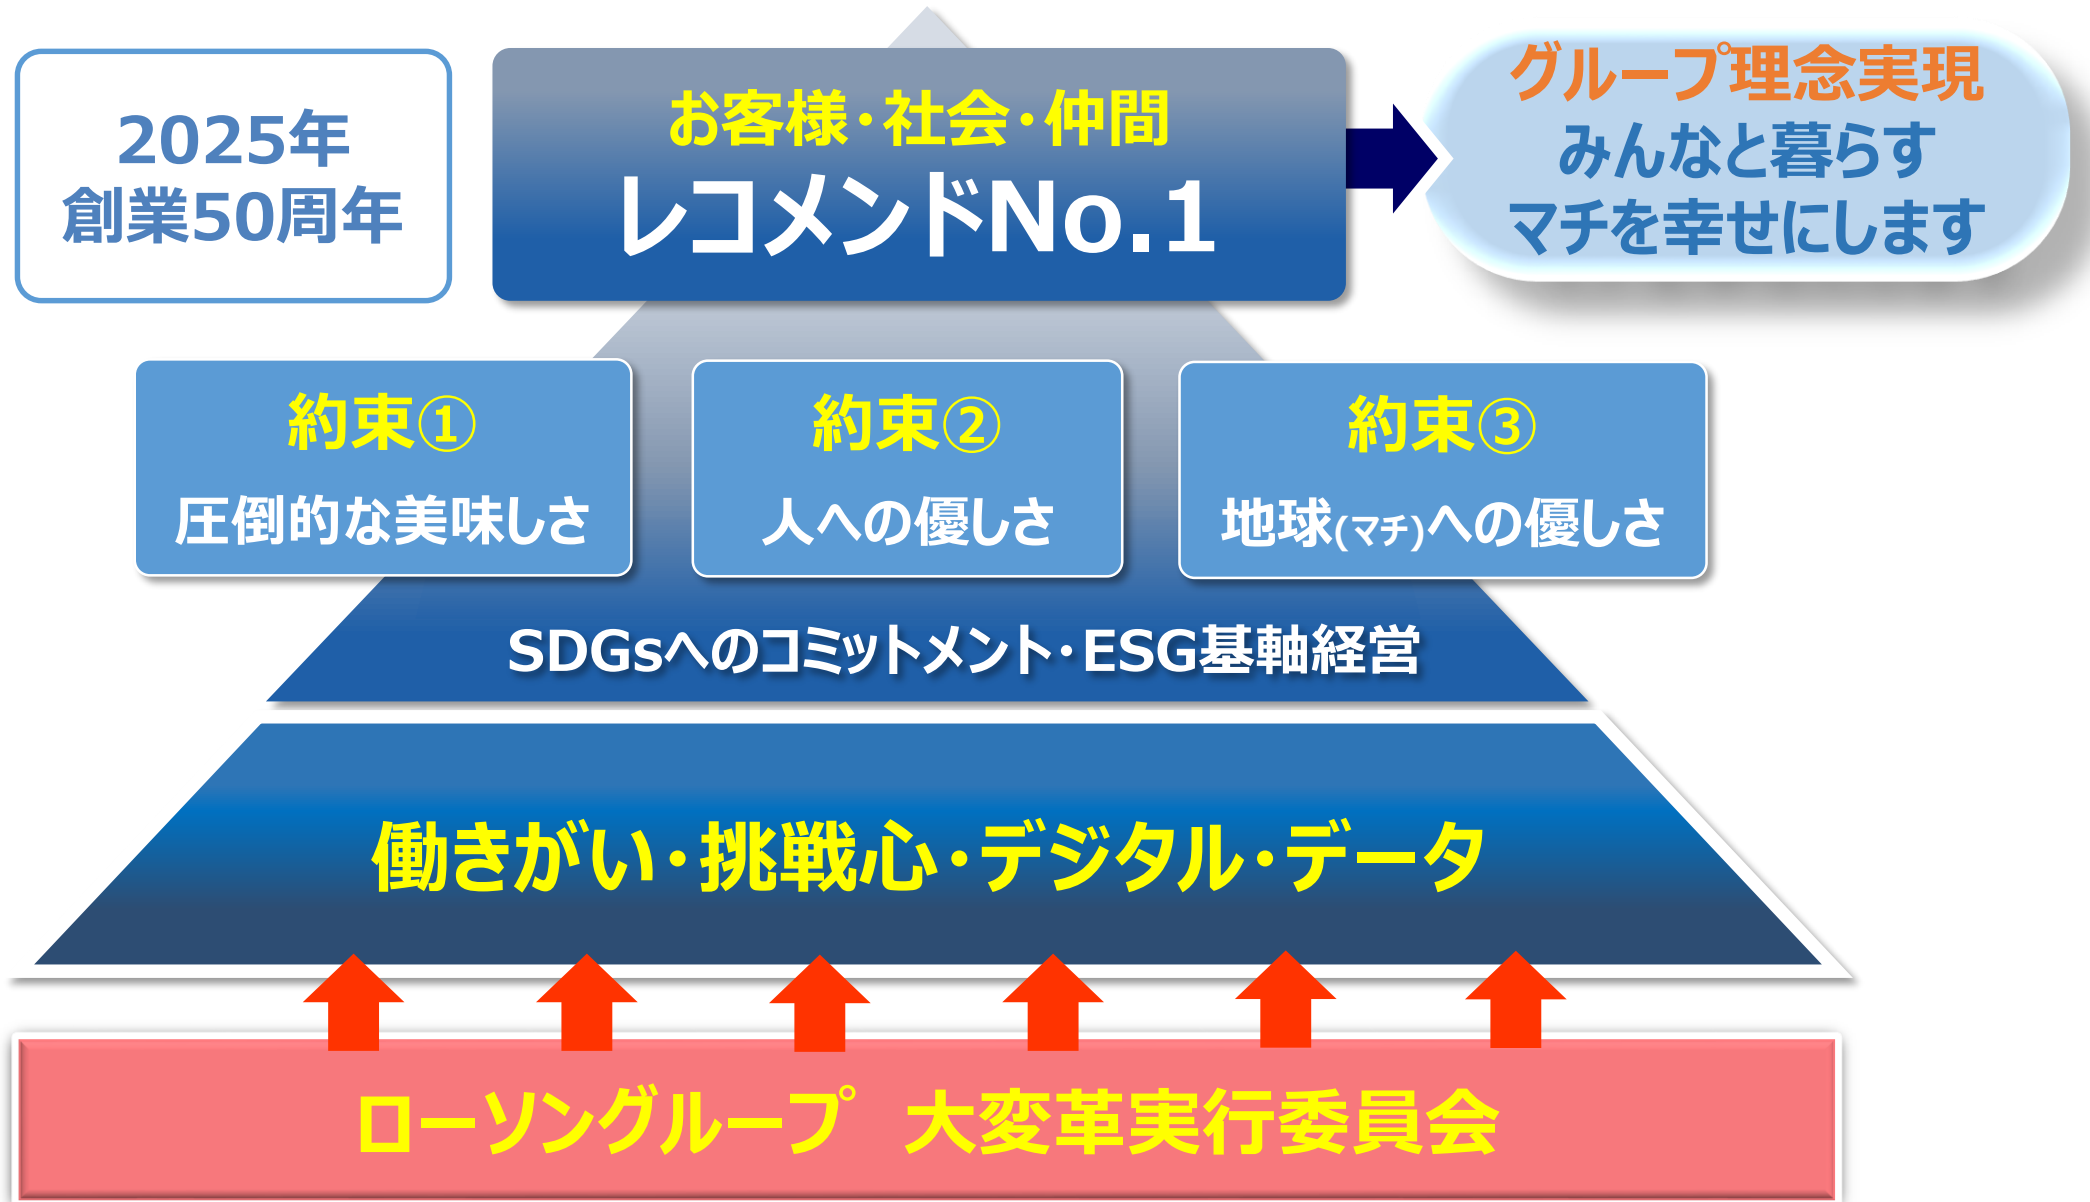 2025年
創業50周年
お客様・社会・仲間
レコメンドNo.1
グループ理念実現
みんなと暮らす
マチを幸せにします
約束①
圧倒的な美味しさ
約束②
人への優しさ
約束③
地球(マチ)への優しさ
SDGsへのコミットメント・ESG基軸経営
働きがい・挑戦心・デジタル・データ
ローソングループ 大変革実行委員会